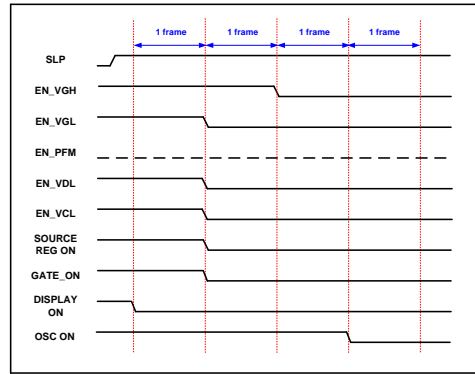 1 frame 1 frame 1 frame 1 frame
SLP
EN_VGH
EN_VGL
EN_PFM
EN_VDL
EN_VCL
SOURCE
REG ON
GATE_ON
DISPLAY
ON
OSC ON